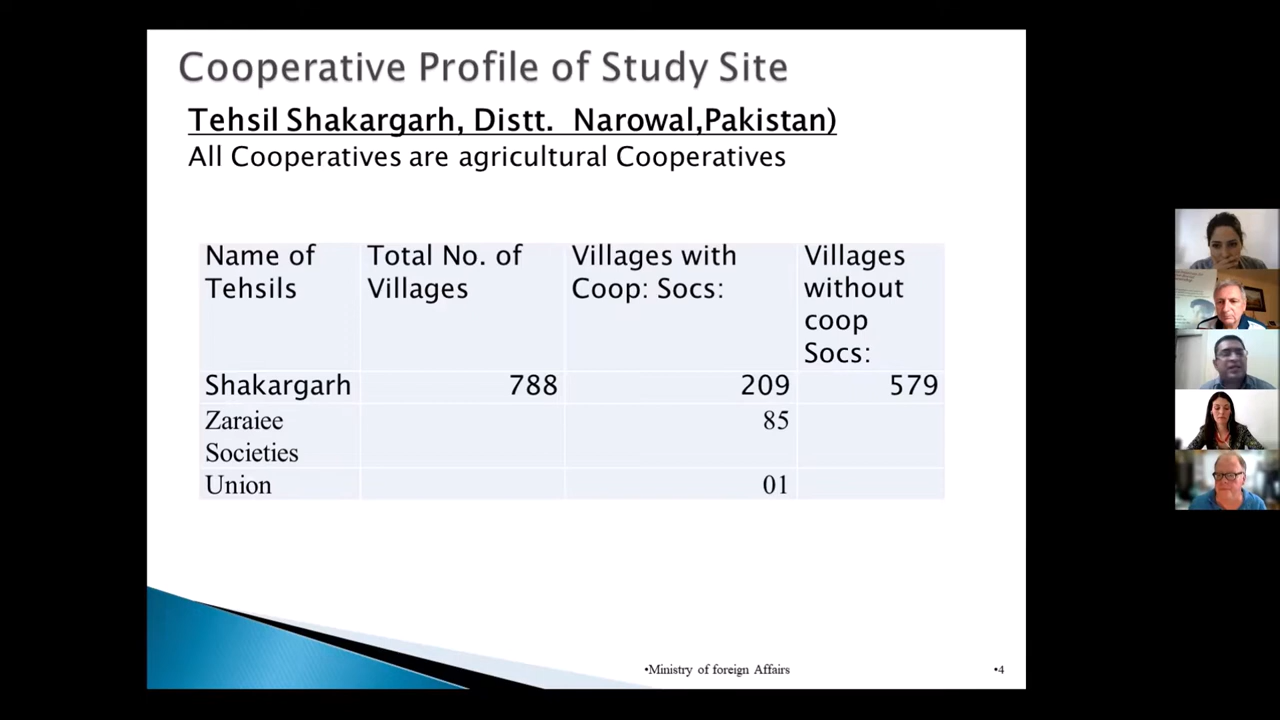 Cooperative Profile of Study Site
Tehsil Shakargarh, Distt. Narowal,Pakistan)
All Cooperatives are agricultural Cooperatives
Name of Tehsils Total No. of Villages Villages with Coop: Socs: Villages without coop Socs:
Shakargarh 788 209 579
Zaraiee Societies 85
Union 01
•Ministry of foreign Affairs
•4